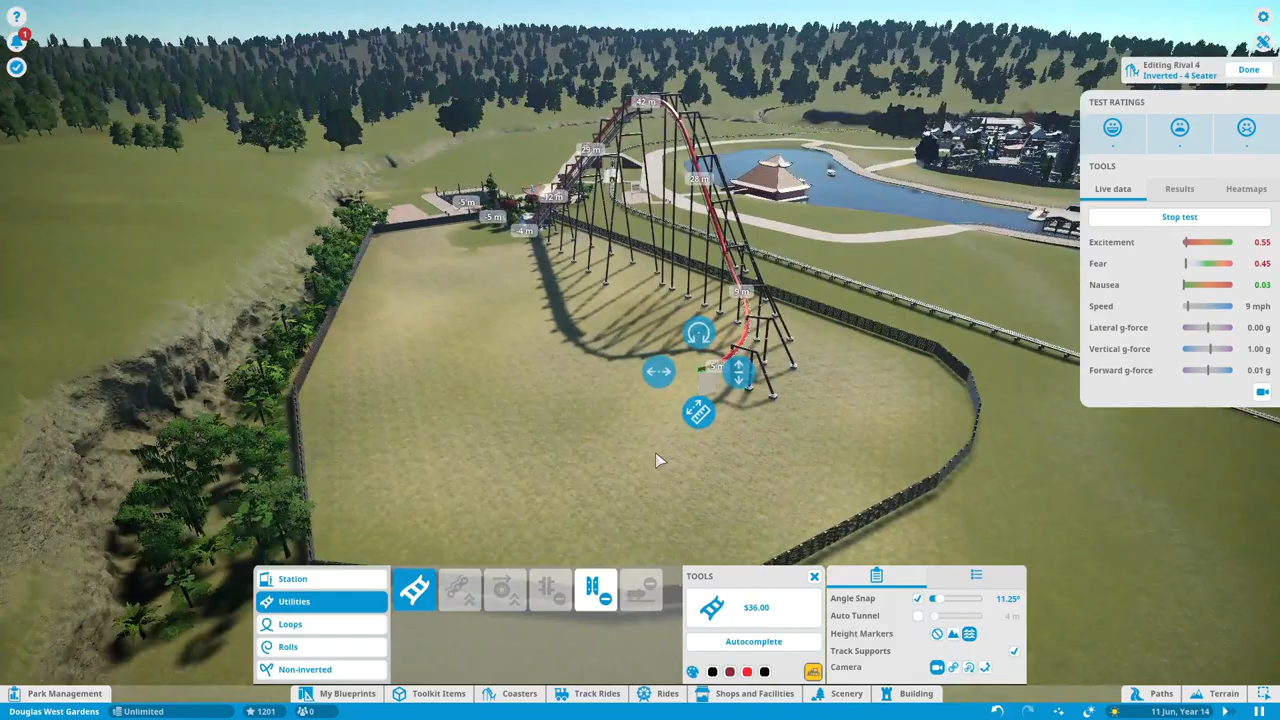 ?
1
Editing Rival 4
Inverted - 4 Seater
Done
TEST RATINGS
- - -
TOOLS
Live data Results Heatmaps
Stop test
Excitement 0.55
Fear 0.45
Nausea 0.03
Speed 9 mph
Lateral g-force 0.00 g
Vertical g-force 1.00 g
Forward g-force 0.01 g
42 m
29 m
28 m
12 m
-5 m
-5 m
-4 m
9 m
5m
Station
Utilities
Loops
Rolls
Non-inverted
TOOLS
$36.00
Autocomplete
Angle Snap 11.25°
Auto Tunnel 4 m
Height Markers
Track Supports
Camera
Park Management My Blueprints Toolkit Items Coasters Track Rides Rides Shops and Facilities Scenery Building Paths Terrain
Douglas West Gardens Unlimited 1201 0 11 Jun, Year 14